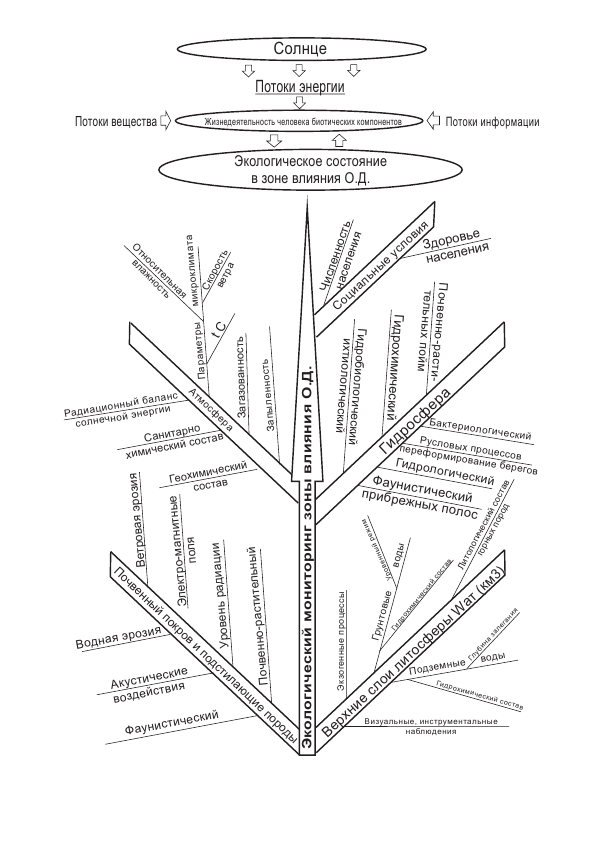 Солнце
Потоки энергии
Потоки вещества
Жизнедеятельность человека биотических компонентов
Потоки информации
Экологическое состояние
в зоне влияния О.Д.
Экологический мониторинг зоны влияния О.Д.
Социальные условия
Численность
населения
Здоровье
населения
Атмосфера
Относительная
влажность
Параметры микроклимата
Скорость
ветра
t C
Загазованность
Запыленность
Радиационный баланс
солнечной энергии
Санитарно
химический состав
Геохимический
состав
Гидросфера
Гидробиологический
ихтиологический
Гидрохимический
Почвенно-расти-
тельных пойм
Бактериологический
Русловых процессов
переформирование берегов
Гидрологический
Фаунистический
прибрежных полос
Почвенный покров и подстилающие породы
Ветровая эрозия
Электро-магнитные
поля
Уровень радиации
Почвенно-растительный
Водная эрозия
Акустические
воздействия
Фаунистический
Верхние слои литосферы Wат (км3)
Экзогенные процессы
Грунтовые воды
Уровенный режим
Гидрохимический состав
Литологический состав
горных пород
Подземные воды
Глубина залегания
Гидрохимический состав
Визуальные, инструментальные
наблюдения